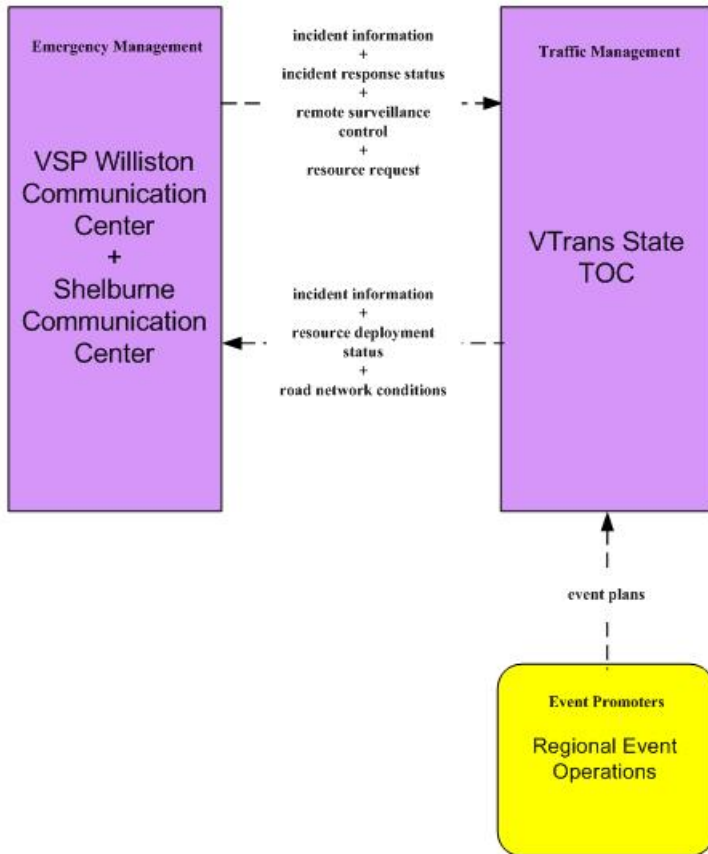 Emergency Management
VSP Williston
Communication
Center
+
Shelburne
Communication
Center
incident information
+
incident response status
+
remote surveillance
control
+
resource request
incident information
+
resource deployment
status
+
road network conditions
Traffic Management
VTrans State
TOC
event plans
Event Promoters
Regional Event
Operations